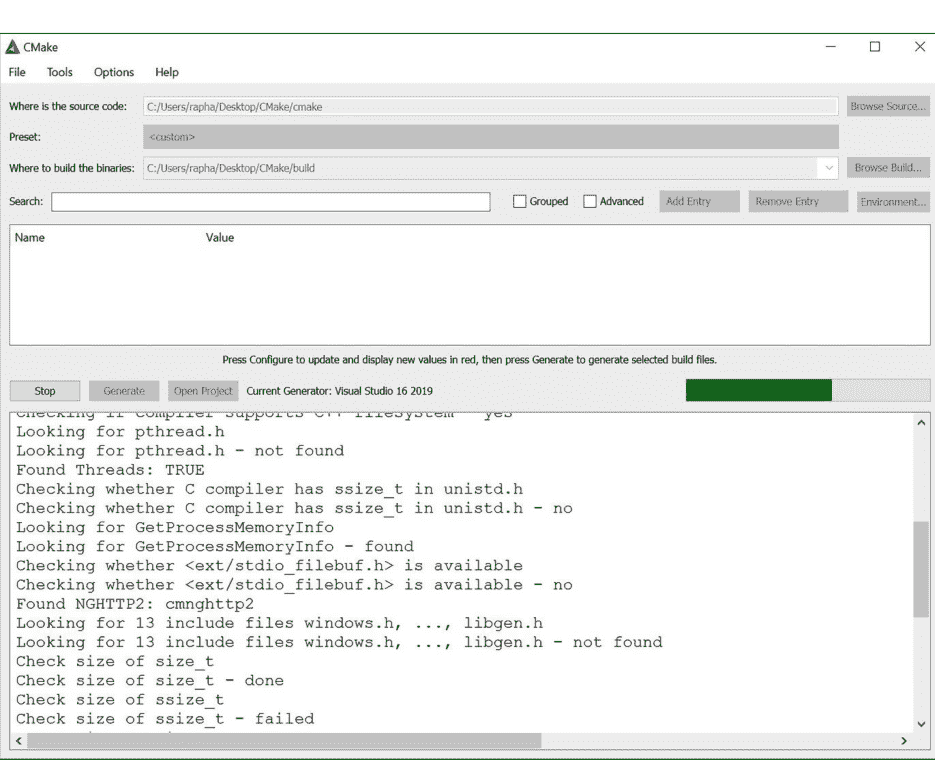 CMake
File Tools Options Help
Where is the source code: C:/Users/rapha/Desktop/CMake/cmake Browse Source...
Preset: <custom>
Where to build the binaries: C:/Users/rapha/Desktop/CMake/build Browse Build...
Search: Grouped Advanced Add Entry Remove Entry Environment...
Name Value
Press Configure to update and display new values in red, then press Generate to generate selected build files.
Stop Generate Open Project Current Generator: Visual Studio 16 2019
Checking if compiler supports C++ filesystem - yes
Looking for pthread.h
Looking for pthread.h - not found
Found Threads: TRUE
Checking whether C compiler has ssize_t in unistd.h
Checking whether C compiler has ssize_t in unistd.h - no
Looking for GetProcessMemoryInfo
Looking for GetProcessMemoryInfo - found
Checking whether <ext/stdio_filebuf.h> is available
Checking whether <ext/stdio_filebuf.h> is available - no
Found NGHTTP2: cmnghttp2
Looking for 13 include files windows.h, ..., libgen.h
Looking for 13 include files windows.h, ..., libgen.h - not found
Check size of size_t
Check size of size_t - done
Check size of ssize_t
Check size of ssize_t - failed